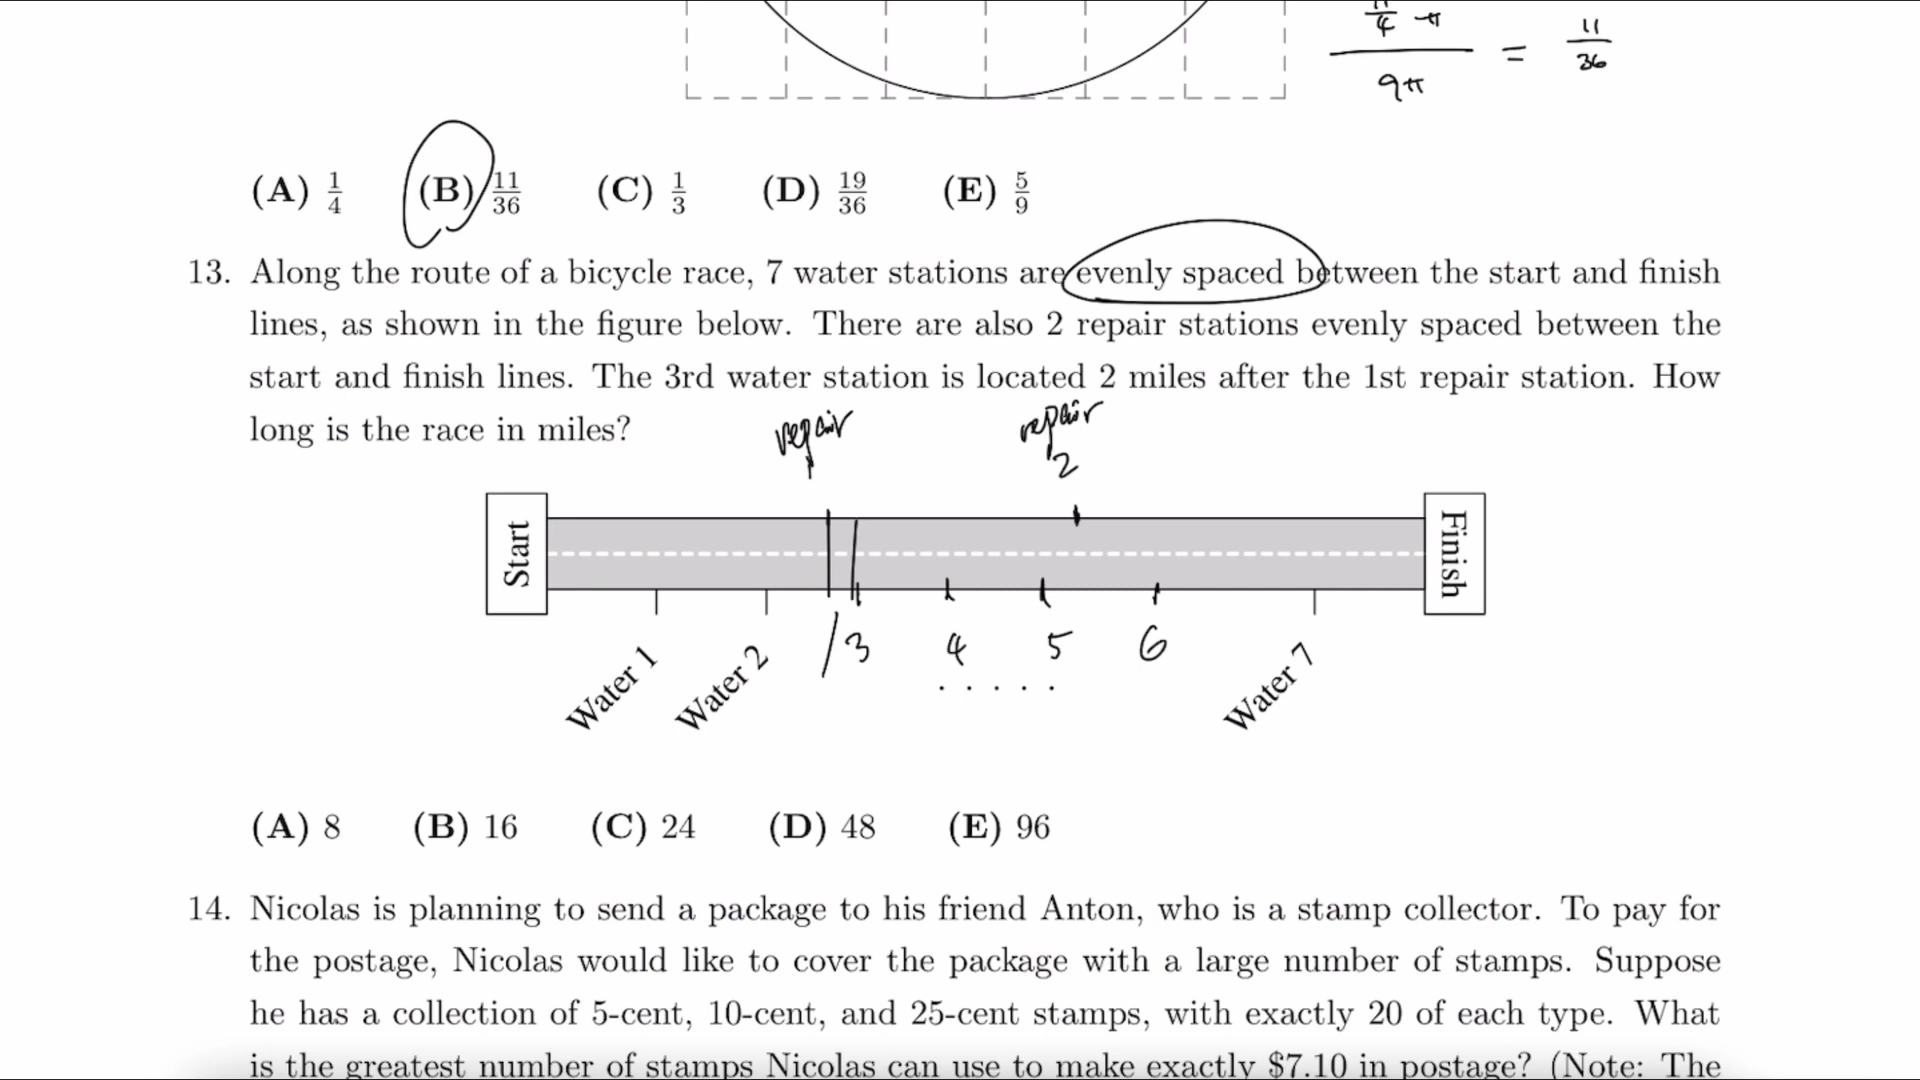 11/4 π
9π
= 11/36
(A) 1/4 (B) 11/36 (C) 1/3 (D) 19/36 (E) 5/9
13. Along the route of a bicycle race, 7 water stations are evenly spaced between the start and finish
lines, as shown in the figure below. There are also 2 repair stations evenly spaced between the
start and finish lines. The 3rd water station is located 2 miles after the 1st repair station. How
long is the race in miles?
repair
1
repair
2
Start
Finish
Water 1
Water 2
3
4
5
6
Water 7
. . . . .
(A) 8 (B) 16 (C) 24 (D) 48 (E) 96
14. Nicolas is planning to send a package to his friend Anton, who is a stamp collector. To pay for
the postage, Nicolas would like to cover the package with a large number of stamps. Suppose
he has a collection of 5-cent, 10-cent, and 25-cent stamps, with exactly 20 of each type. What
is the greatest number of stamps Nicolas can use to make exactly $7.10 in postage? (Note: The